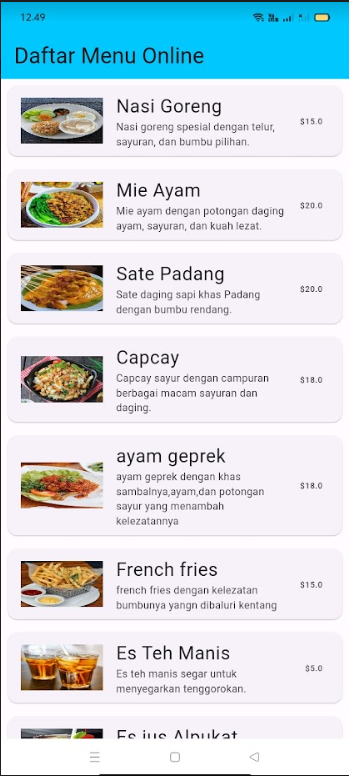 12.49
Daftar Menu Online
Nasi Goreng
Nasi goreng spesial dengan telur,
sayuran, dan bumbu pilihan.
$15.0
Mie Ayam
Mie ayam dengan potongan daging
ayam, sayuran, dan kuah lezat.
$20.0
Sate Padang
Sate daging sapi khas Padang
dengan bumbu rendang.
$20.0
Capcay
Capcay sayur dengan campuran
berbagai macam sayuran dan
daging.
$18.0
ayam geprek
ayam geprek dengan khas
sambalnya,ayam,dan potongan
sayur yang menambah
kelezatannya
$18.0
French fries
french fries dengan kelezatan
bumbunya yangn dibaluri kentang
$15.0
Es Teh Manis
Es teh manis segar untuk
menyegarkan tenggorokan.
$5.0
Es jus Alpukat